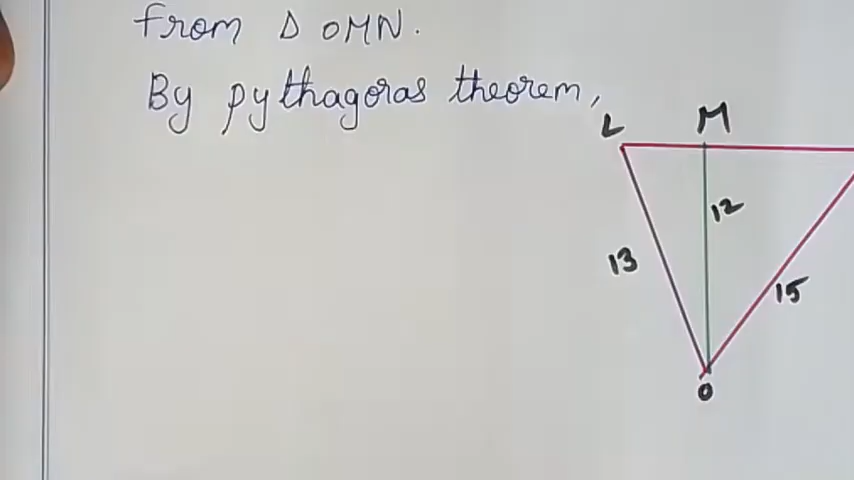 from Δ OMN.
By pythagoras theorem,
L M
12
13
15
O